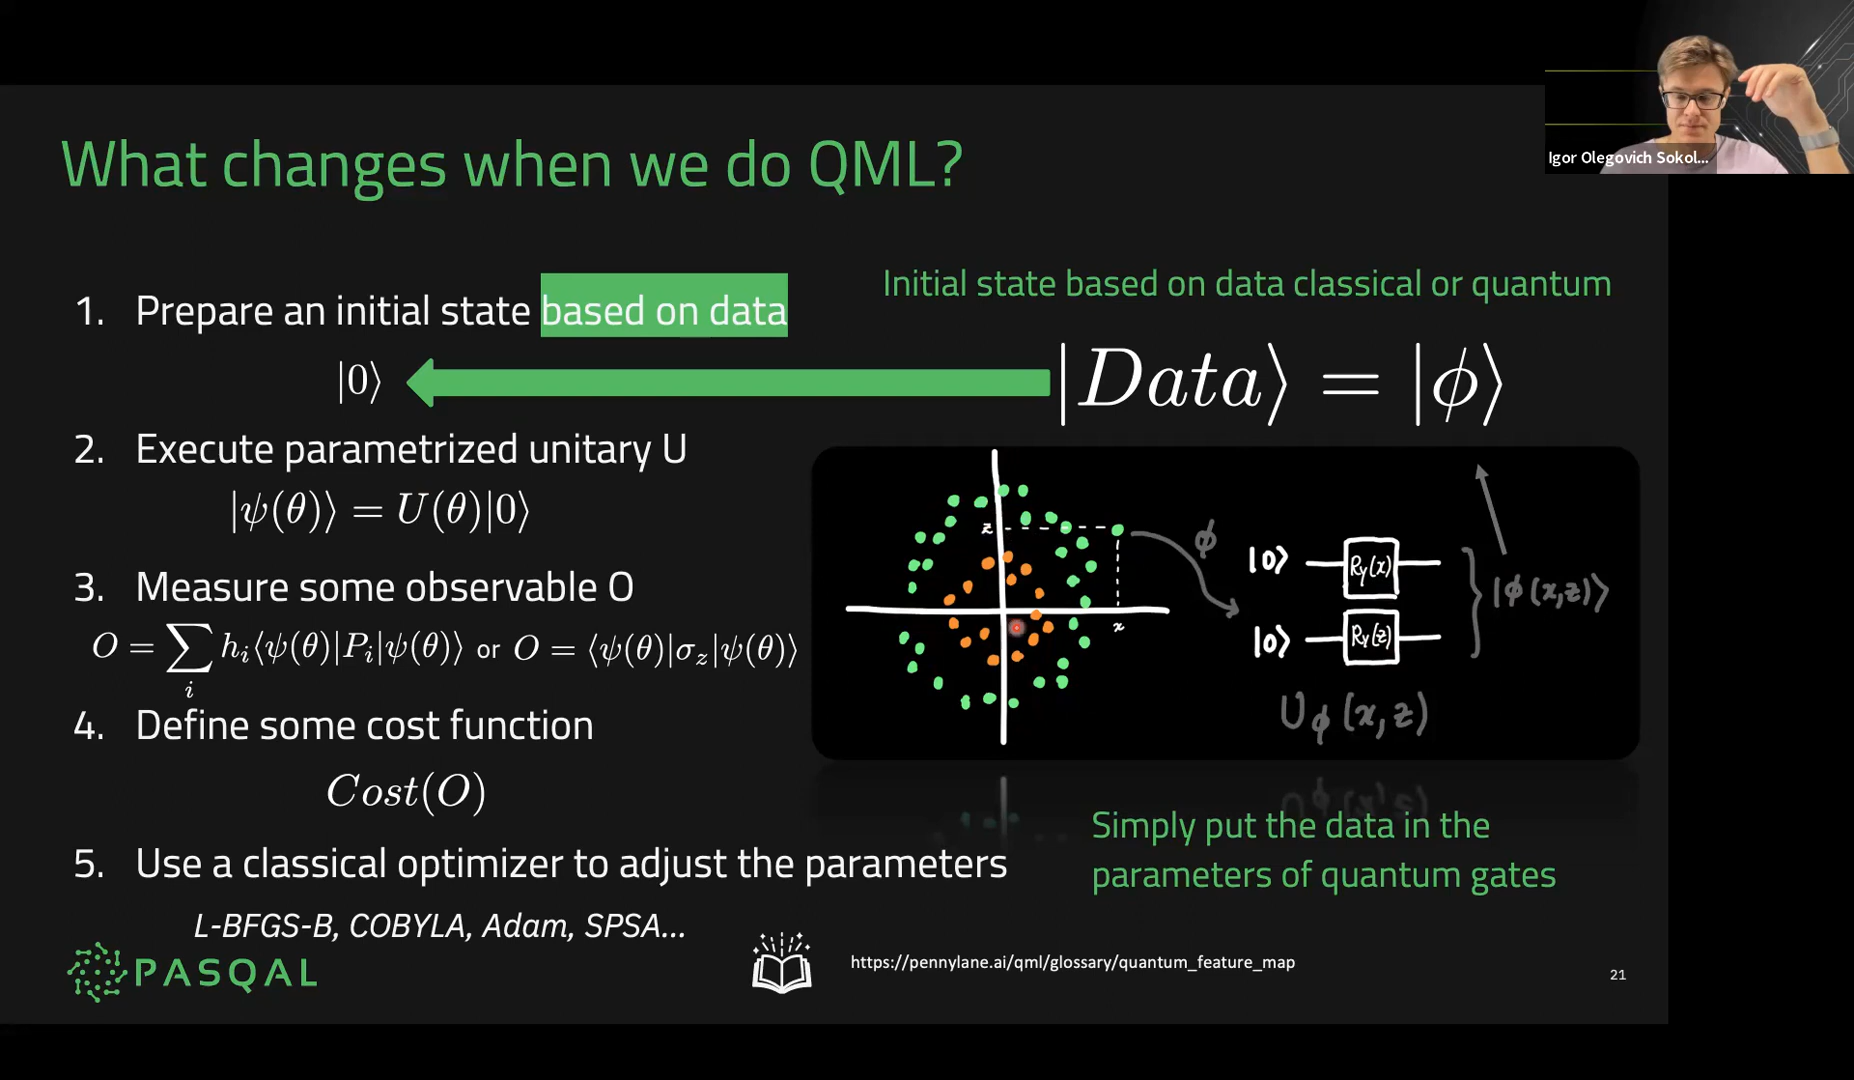 Igor Olegovich Sokol...
What changes when we do QML?
1. Prepare an initial state based on data
|0⟩
2. Execute parametrized unitary U
|ψ(θ)⟩ = U(θ)|0⟩
3. Measure some observable O
O = ∑ᵢ hᵢ⟨ψ(θ)|Pᵢ|ψ(θ)⟩ or O = ⟨ψ(θ)|σ_z|ψ(θ)⟩
4. Define some cost function
Cost(O)
5. Use a classical optimizer to adjust the parameters
L-BFGS-B, COBYLA, Adam, SPSA...
Initial state based on data classical or quantum
|Data⟩ = |ϕ⟩
z
x
ϕ
|0⟩ Ry(x)
|0⟩ Ry(z)
|ϕ(x,z)⟩
U_ϕ(x,z)
Simply put the data in the
parameters of quantum gates
PASQAL
https://pennylane.ai/qml/glossary/quantum_feature_map
21